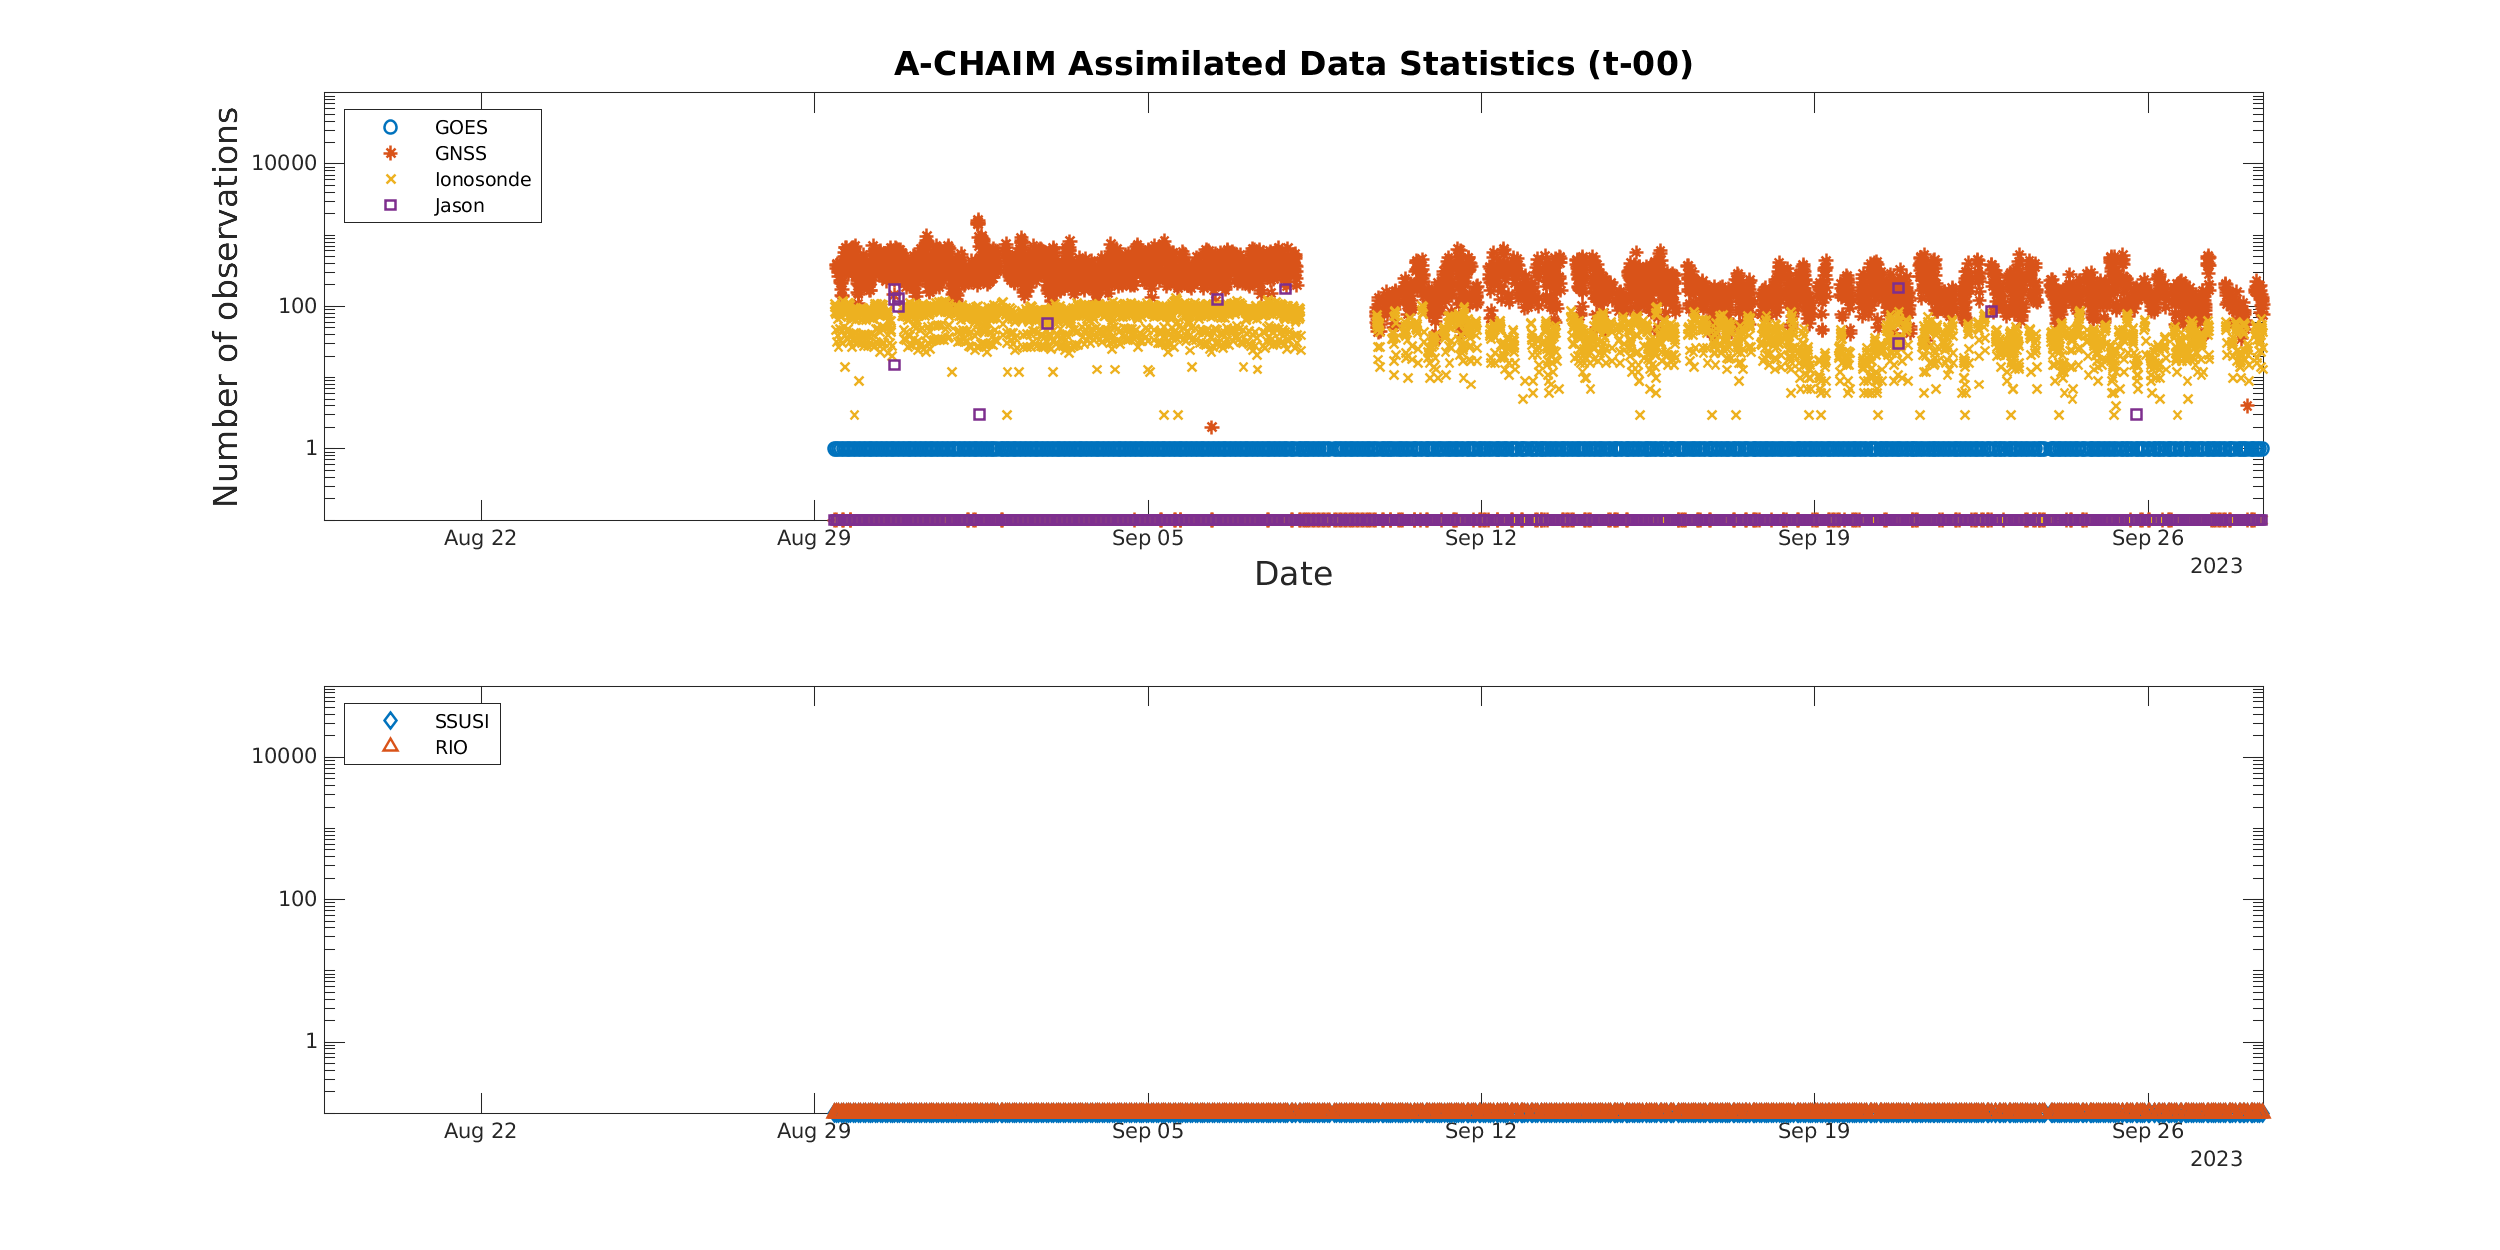 A-CHAIM Assimilated Data Statistics (t-00)
Number of observations
GOES
GNSS
Ionosonde
Jason
10000
100
1
Aug 22 Aug 29 Sep 05 Sep 12 Sep 19 Sep 26
2023
Date
SSUSI
RIO
10000
100
1
Aug 22 Aug 29 Sep 05 Sep 12 Sep 19 Sep 26
2023